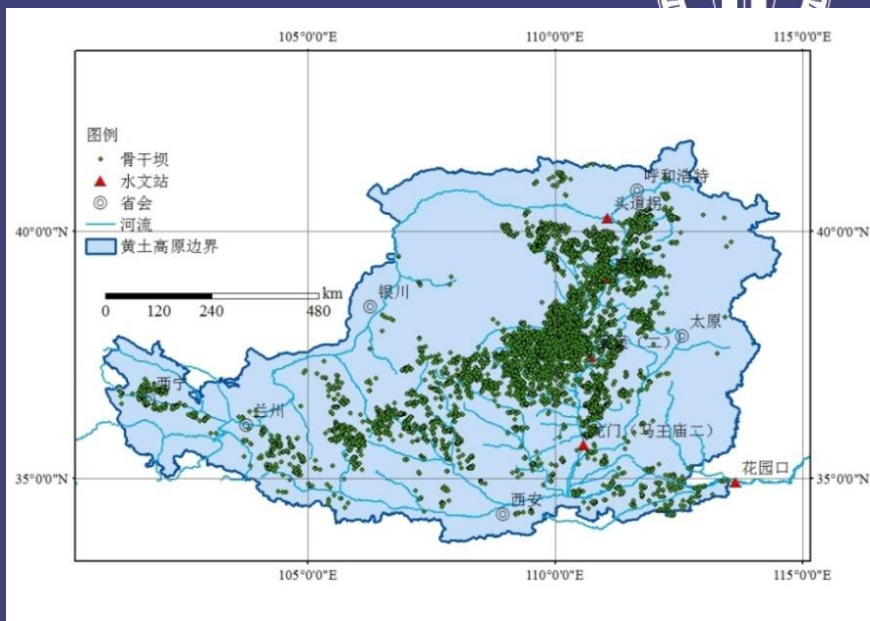 105°0'0"E 110°0'0"E 115°0'0"E
图例
骨干坝
水文站
省会
河流
黄土高原边界
km
0 120 240 480
40°0'0"N 40°0'0"N
呼和浩特
头道拐
银川
太原
(二)
西宁
兰州
龙门(马王庙二)
花园口
35°0'0"N 35°0'0"N
西安
105°0'0"E 110°0'0"E 115°0'0"E